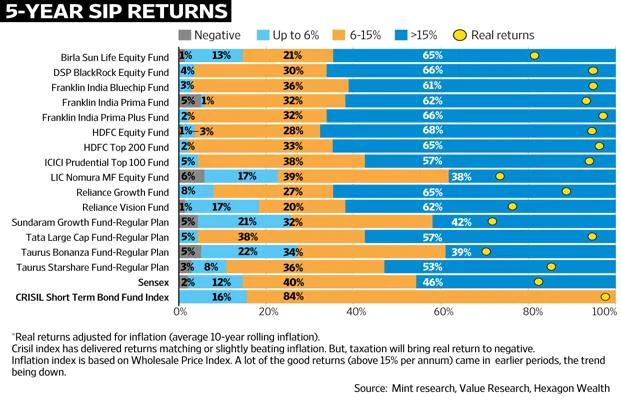 5-YEAR SIP RETURNS
Negative Up to 6% 6-15% >15% Real returns
Birla Sun Life Equity Fund 1% 13% 21% 65%
DSP BlackRock Equity Fund 4% 30% 66%
Franklin India Bluechip Fund 3% 36% 61%
Franklin India Prima Fund 5% 1% 32% 62%
Franklin India Prima Plus Fund 2% 32% 66%
HDFC Equity Fund 1% 3% 28% 68%
HDFC Top 200 Fund 2% 33% 65%
ICICI Prudential Top 100 Fund 5% 38% 57%
LIC Nomura MF Equity Fund 6% 17% 39% 38%
Reliance Growth Fund 8% 27% 65%
Reliance Vision Fund 1% 17% 20% 62%
Sundaram Growth Fund-Regular Plan 5% 21% 32% 42%
Tata Large Cap Fund-Regular Plan 5% 38% 57%
Taurus Bonanza Fund-Regular Plan 5% 22% 34% 39%
Taurus Starshare Fund-Regular Plan 3% 8% 36% 53%
Sensex 2% 12% 40% 46%
CRISIL Short Term Bond Fund Index 16% 84%
0% 20% 40% 60% 80% 100%
*Real returns adjusted for inflation (average 10-year rolling inflation).
Crisil index has delivered returns matching or slightly beating inflation. But, taxation will bring real return to negative.
Inflation index is based on Wholesale Price Index. A lot of the good returns (above 15% per annum) came in earlier periods, the trend
being down.
Source: Mint research, Value Research, Hexagon Wealth